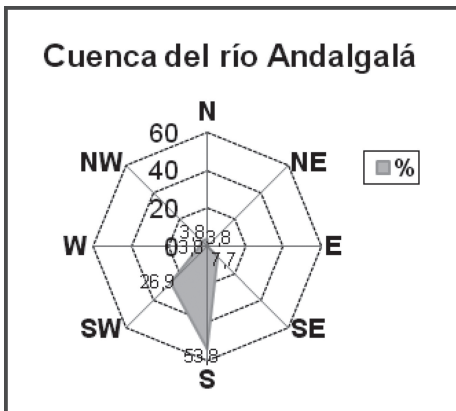 Cuenca del río Andalgalá
N
60
NW
NE
40
%
20
3,8
3,8
W
0
E
7,7
26,9
SW
SE
53,8
S